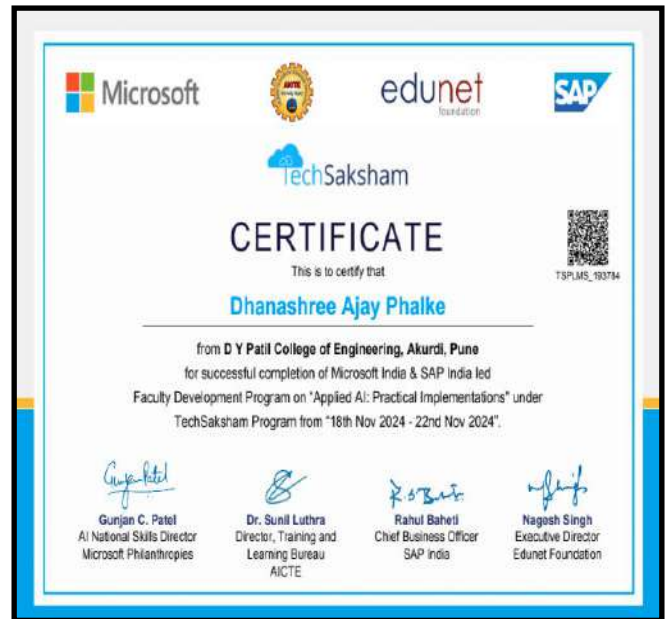 Microsoft
AICTE
edunet
foundation
SAP
TechSaksham
CERTIFICATE
This is to certify that
TSPLMS_193784
Dhanashree Ajay Phalke
from D Y Patil College of Engineering, Akurdi, Pune
for successful completion of Microsoft India & SAP India led
Faculty Development Program on "Applied AI: Practical Implementations" under
TechSaksham Program from "18th Nov 2024 - 22nd Nov 2024".
Gunjan Patel
Gunjan C. Patel
AI National Skills Director
Microsoft Philanthropies
Dr. Sunil Luthra
Director, Training and
Learning Bureau
AICTE
Rahul Baheti
Chief Business Officer
SAP India
Nagesh Singh
Executive Director
Edunet Foundation